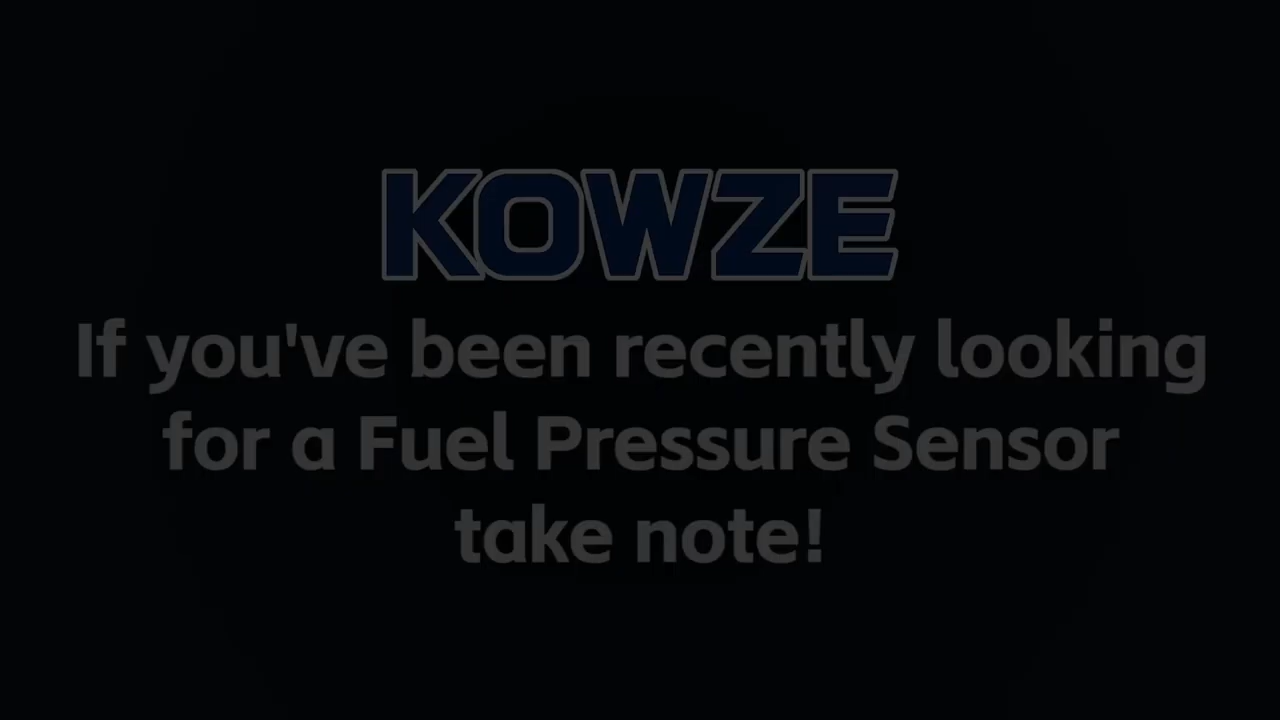 KOWZE
If you've been recently looking
for a Fuel Pressure Sensor
take note!